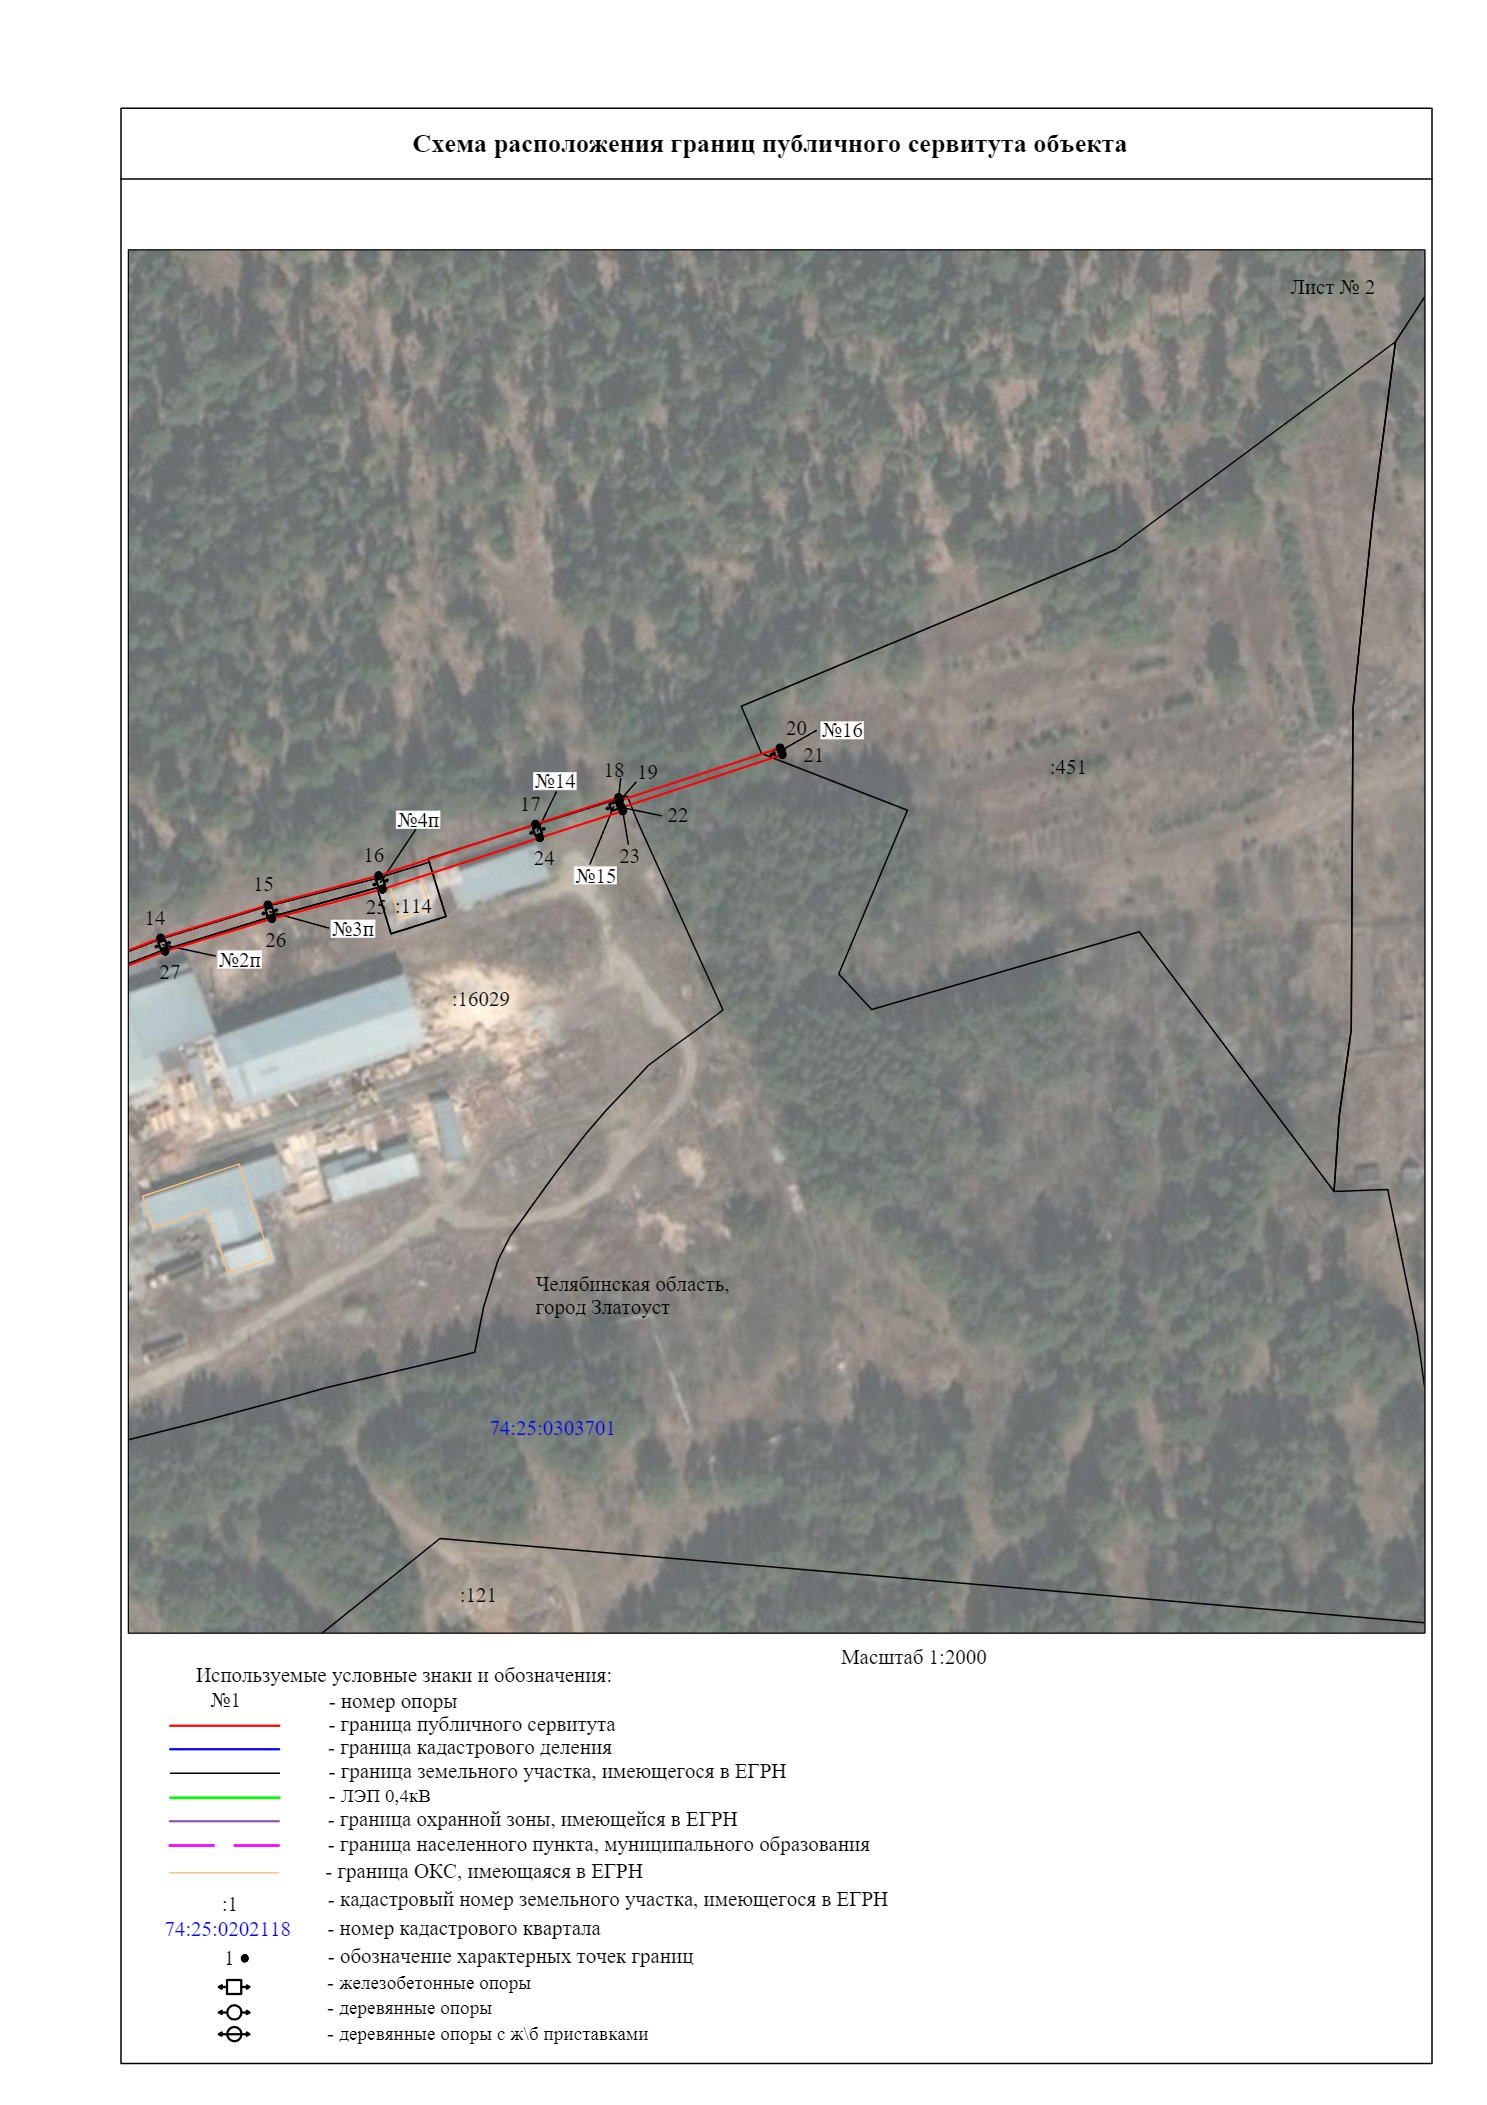 Схема расположения границ публичного сервитута объекта
Лист № 2
20
№16
21
:451
18
19
№14
17
22
№4п
16
24
23
№15
15
25
:114
14
№3п
26
№2п
27
:16029
Челябинская область,
город Златоуст
74:25:0303701
:121
Масштаб 1:2000
Используемые условные знаки и обозначения:
№1 - номер опоры
- граница публичного сервитута
- граница кадастрового деления
- граница земельного участка, имеющегося в ЕГРН
- ЛЭП 0,4кВ
- граница охранной зоны, имеющейся в ЕГРН
- граница населенного пункта, муниципального образования
- граница ОКС, имеющаяся в ЕГРН
:1 - кадастровый номер земельного участка, имеющегося в ЕГРН
74:25:0202118 - номер кадастрового квартала
1 - обозначение характерных точек границ
- железобетонные опоры
- деревянные опоры
- деревянные опоры с ж\б приставками